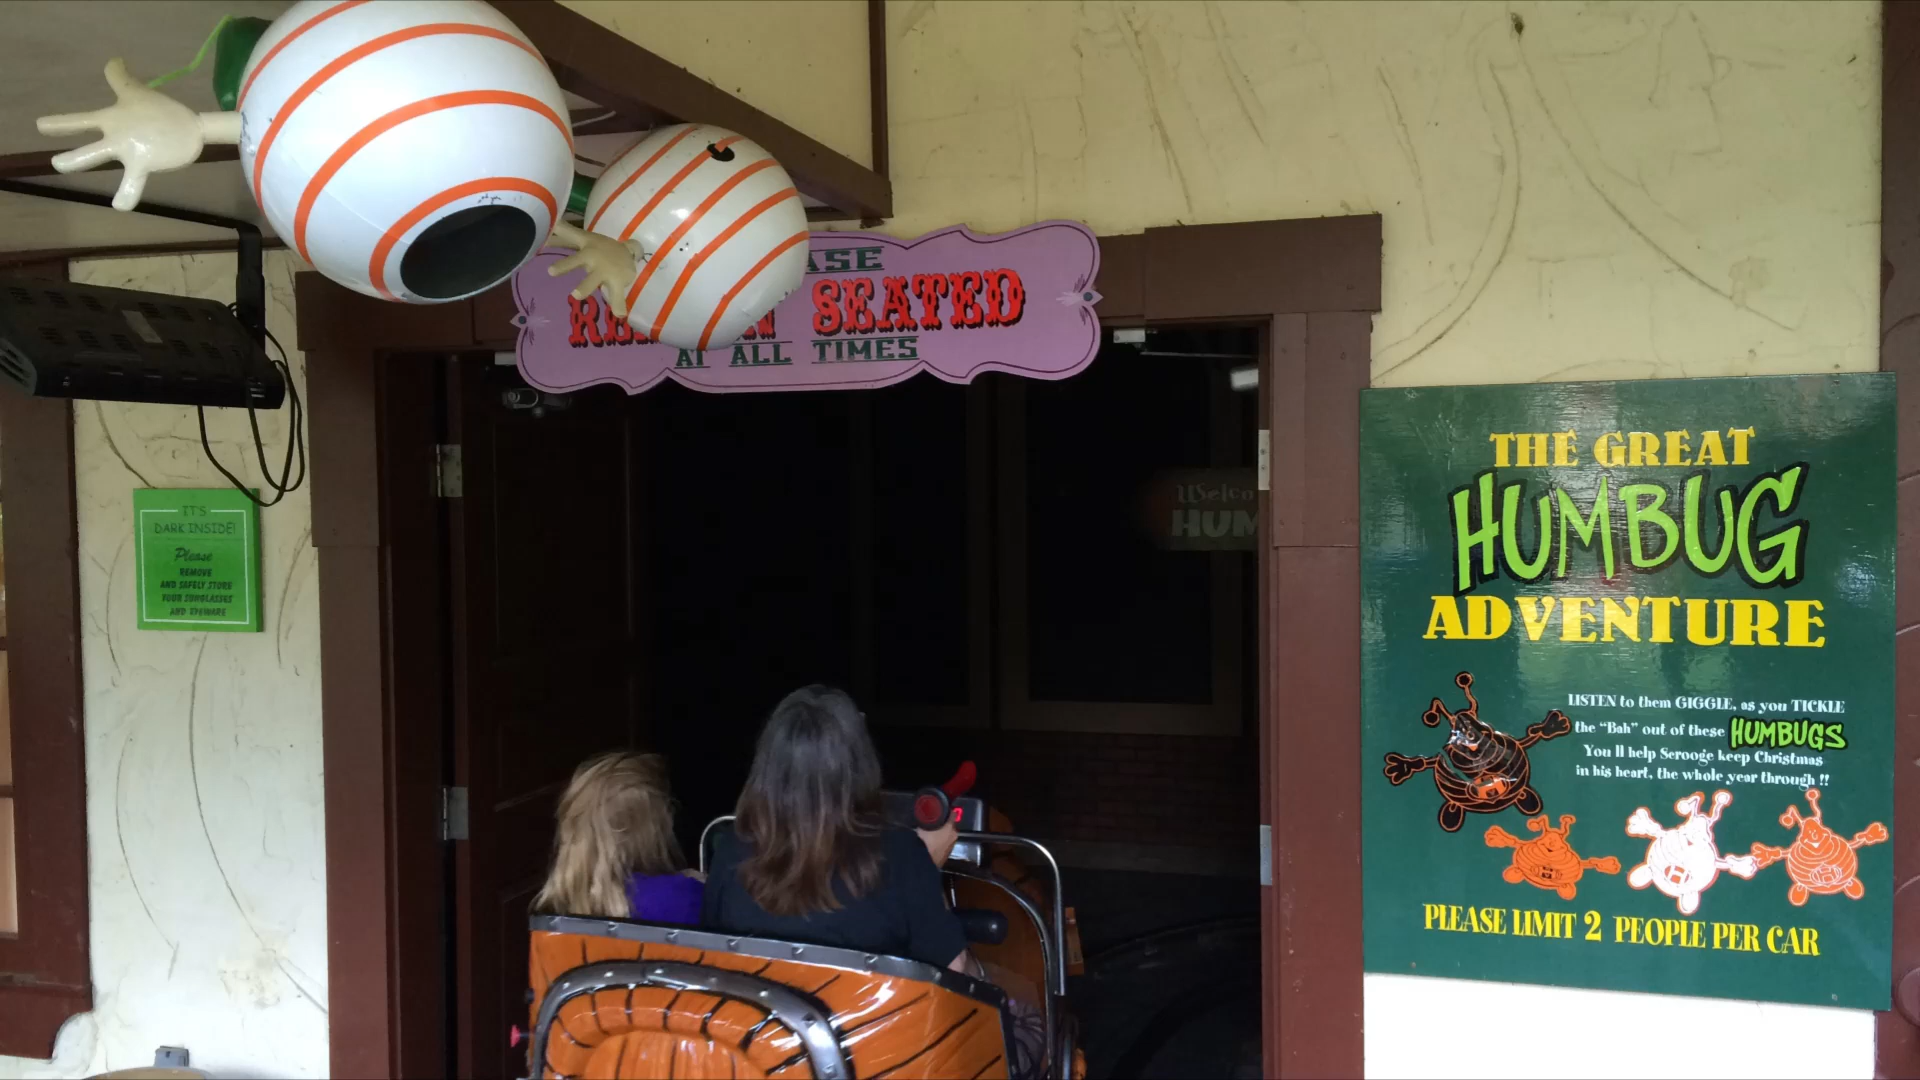 ASE
SEATED
AT ALL TIMES
IT'S
DARK INSIDE!
Please
REMOVE
AND SAFELY STORE
YOUR SUNGLASSES
AND EYEWARE
HUM
THE GREAT
HUMBUG
ADVENTURE
LISTEN to them GIGGLE, as you TICKLE
the "Bah" out of these HUMBUGS
You ll help Scrooge keep Christmas
in his heart, the whole year through !!
PLEASE LIMIT 2 PEOPLE PER CAR